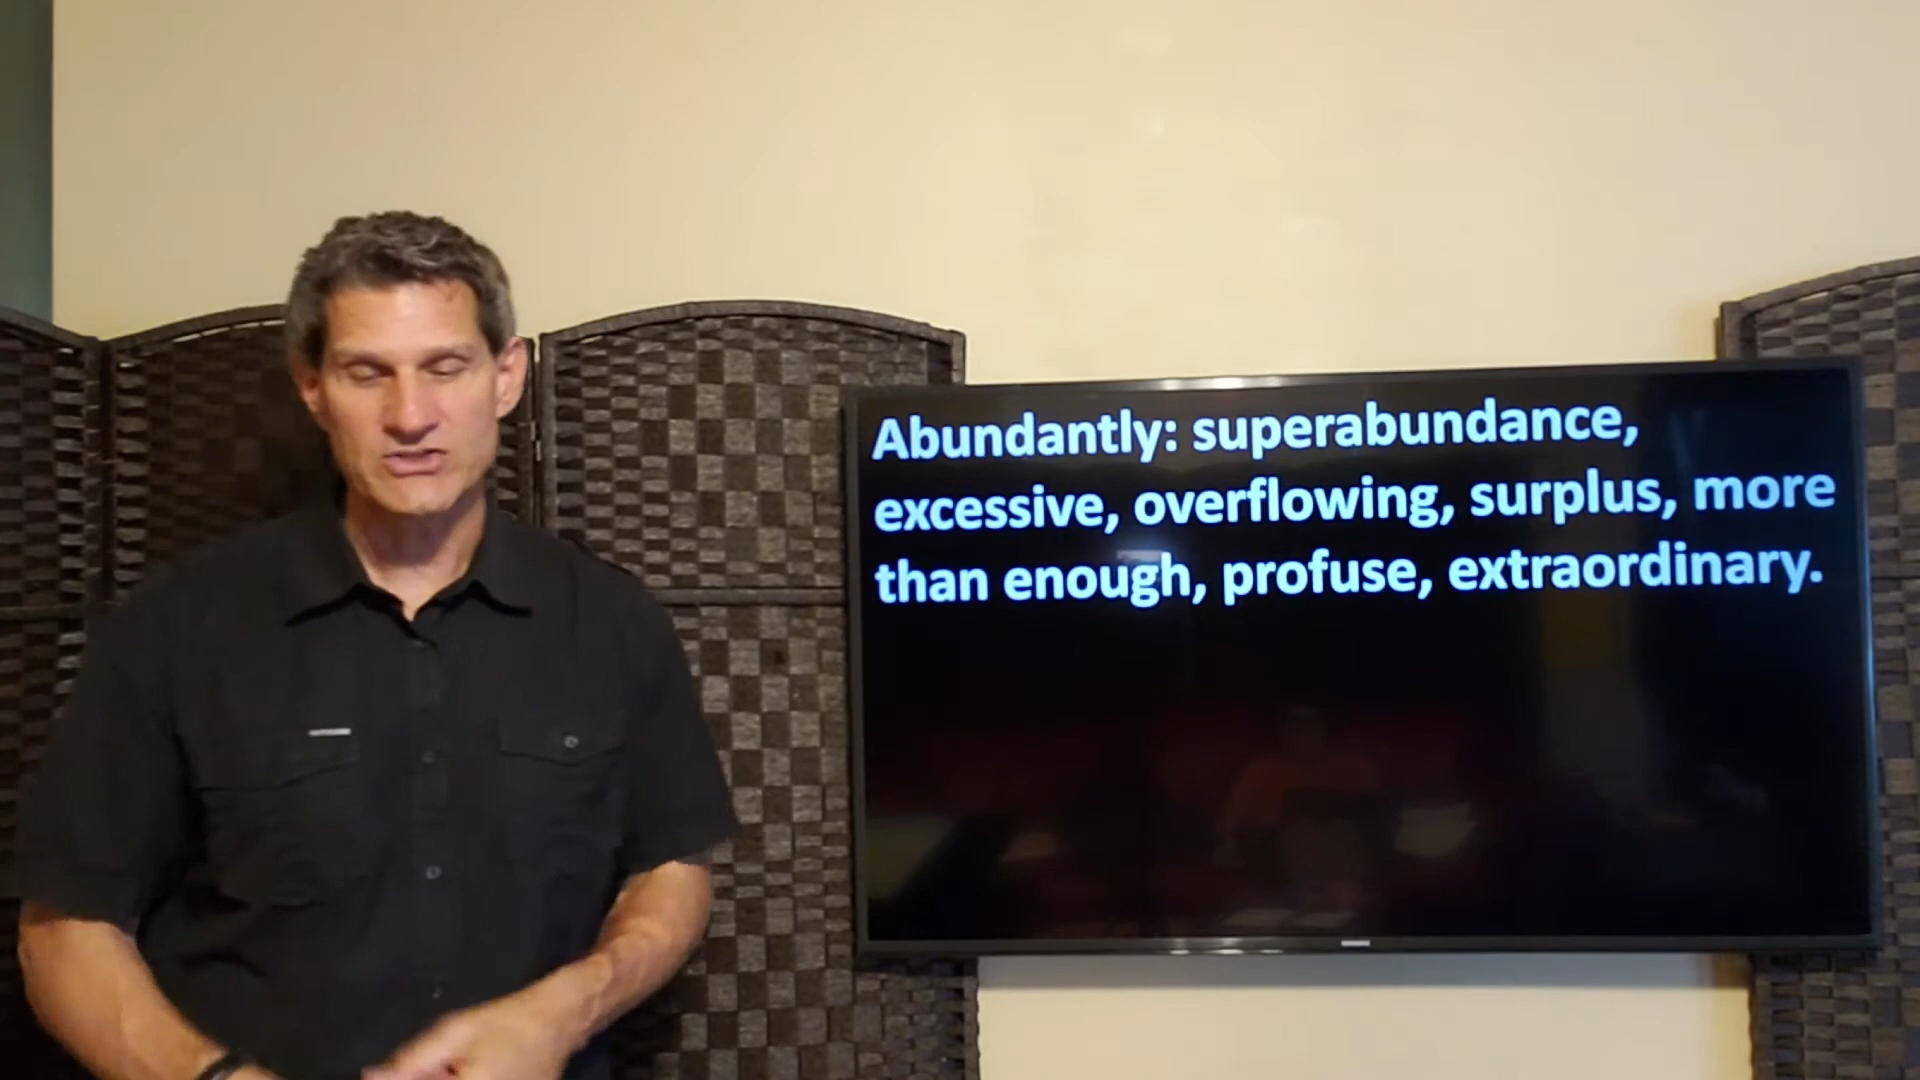 Abundantly: superabundance,
excessive, overflowing, surplus, more
than enough, profuse, extraordinary.